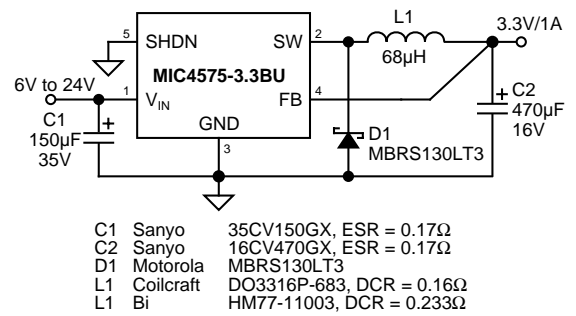 L1
3.3V/1A
5 SHDN SW 2
68µH
MIC4575-3.3BU
6V to 24V
1 VIN FB 4
C2
470µF
16V
C1
150µF
35V
GND
3
D1
MBRS130LT3
C1 Sanyo 35CV150GX, ESR = 0.17Ω
C2 Sanyo 16CV470GX, ESR = 0.17Ω
D1 Motorola MBRS130LT3
L1 Coilcraft DO3316P-683, DCR = 0.16Ω
L1 Bi HM77-11003, DCR = 0.233Ω